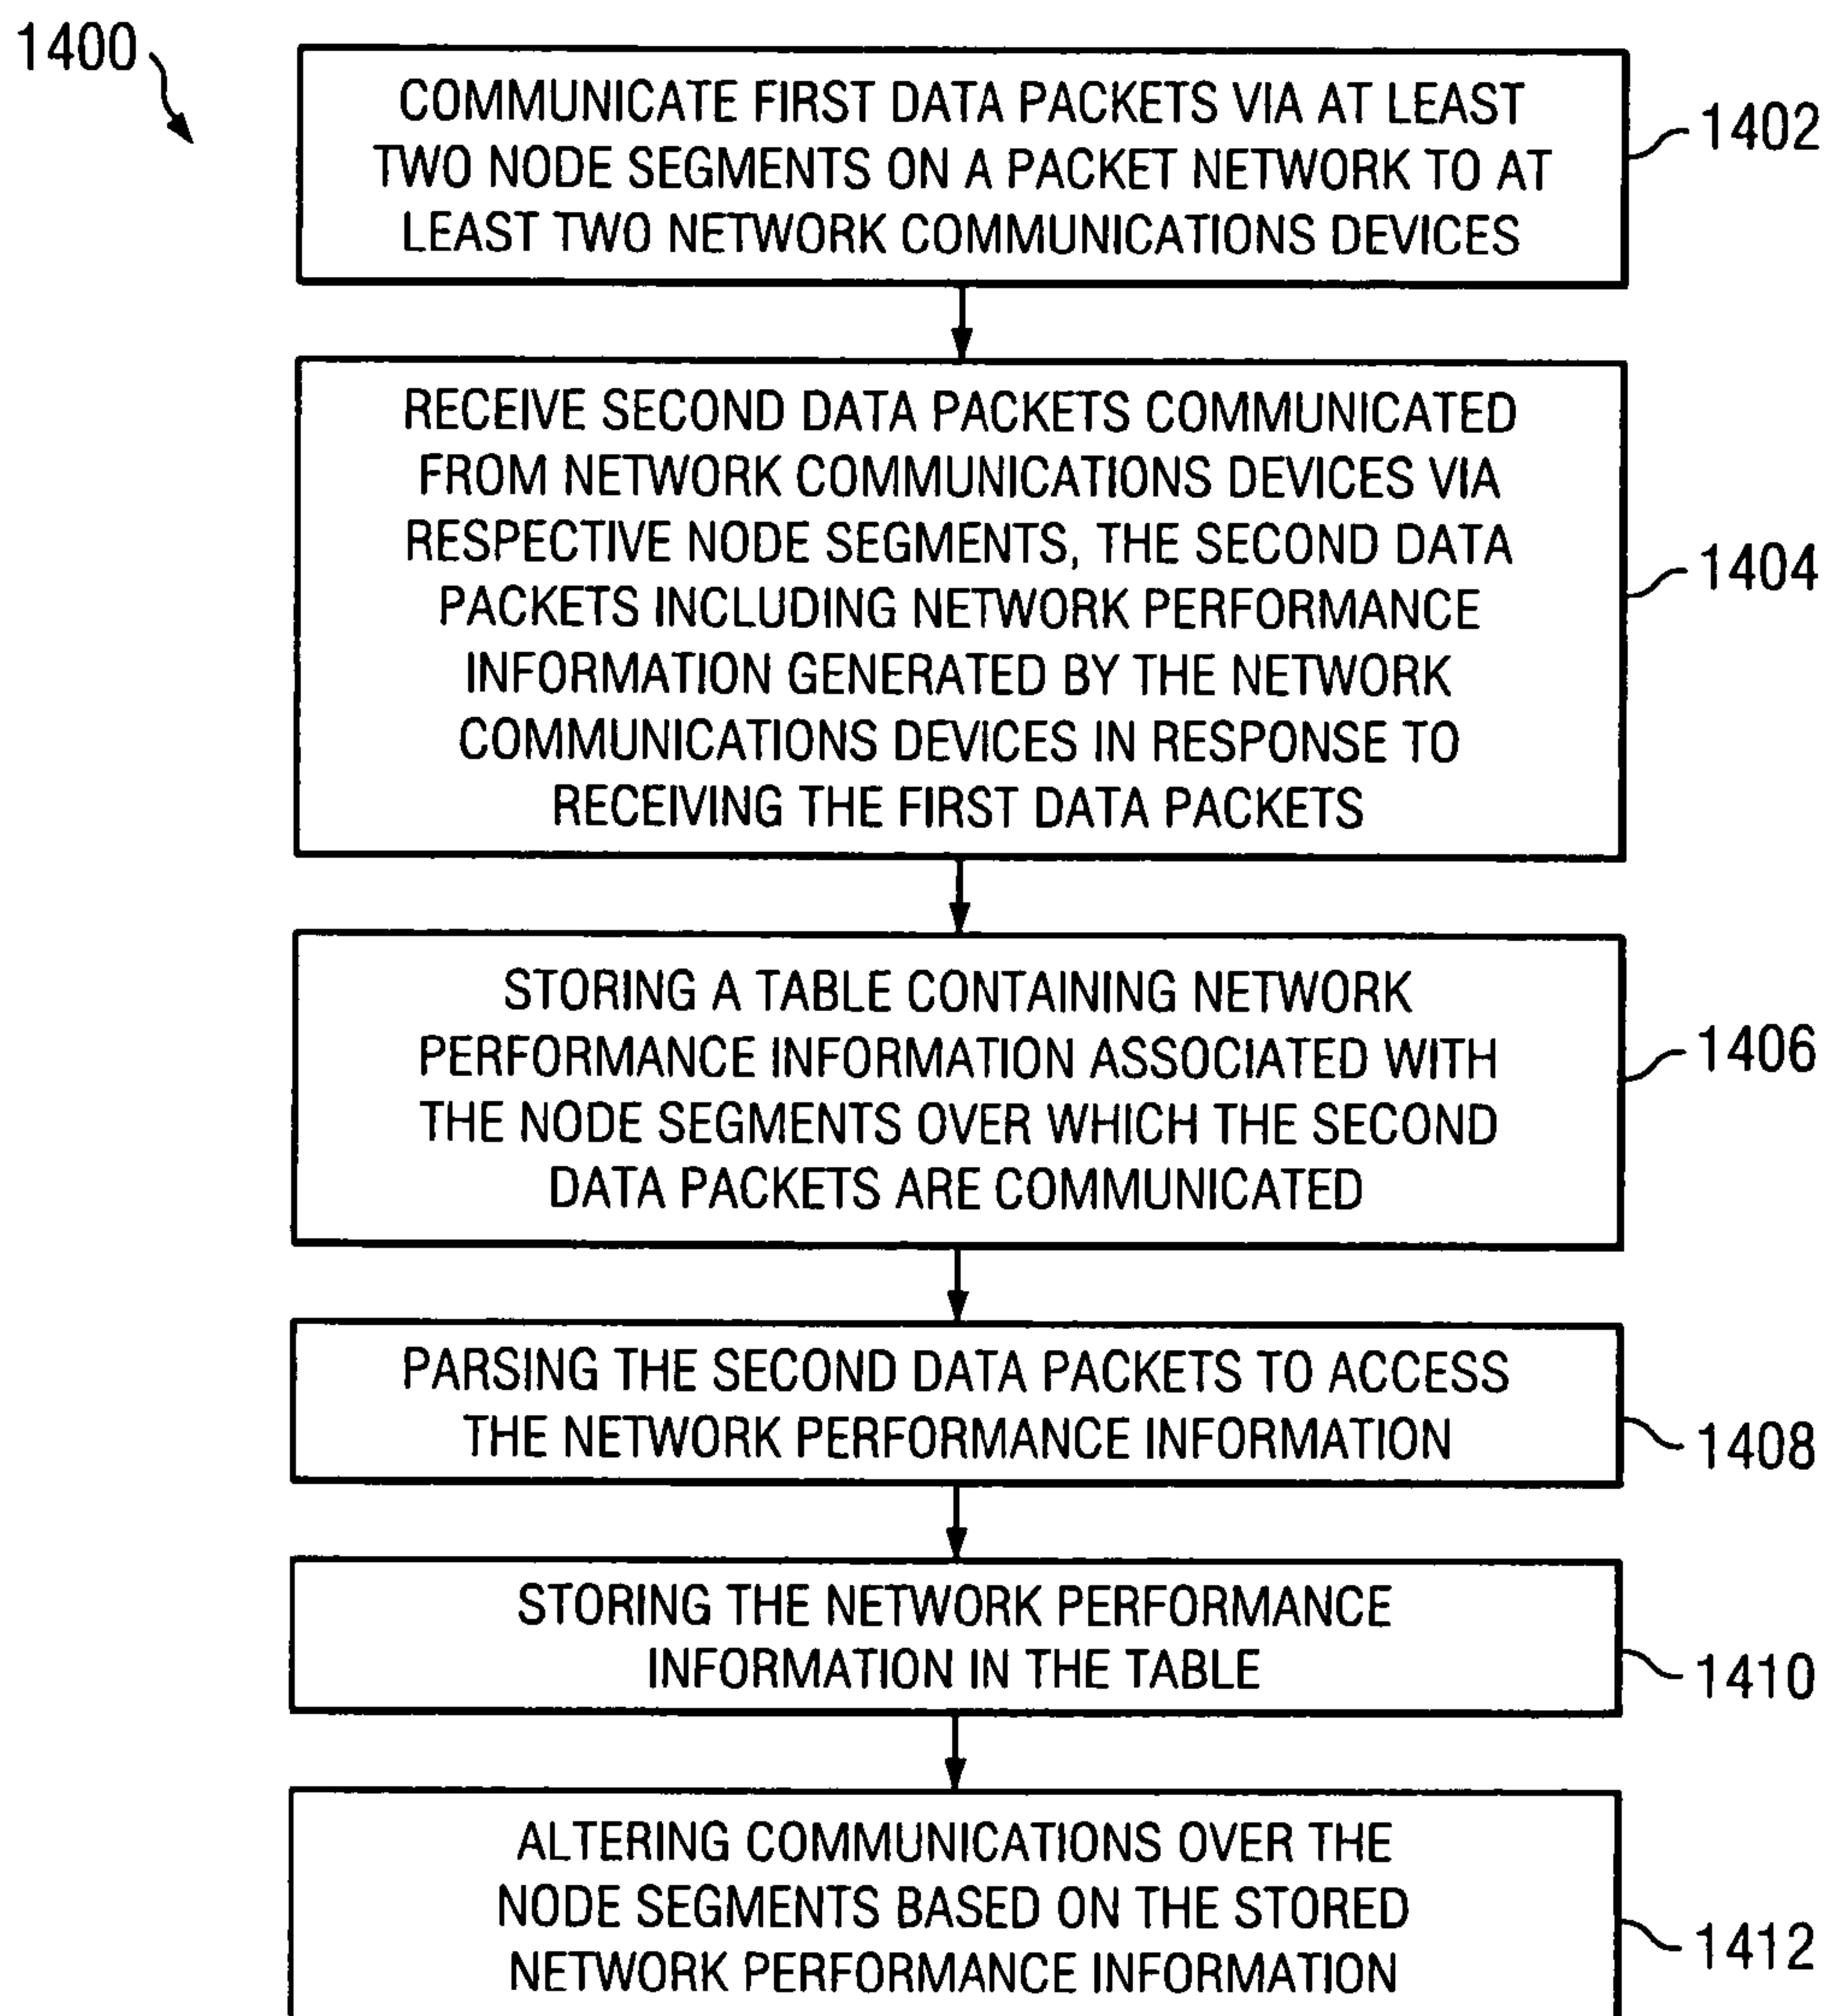 1400
COMMUNICATE FIRST DATA PACKETS VIA AT LEAST
TWO NODE SEGMENTS ON A PACKET NETWORK TO AT
LEAST TWO NETWORK COMMUNICATIONS DEVICES
1402
RECEIVE SECOND DATA PACKETS COMMUNICATED
FROM NETWORK COMMUNICATIONS DEVICES VIA
RESPECTIVE NODE SEGMENTS, THE SECOND DATA
PACKETS INCLUDING NETWORK PERFORMANCE
INFORMATION GENERATED BY THE NETWORK
COMMUNICATIONS DEVICES IN RESPONSE TO
RECEIVING THE FIRST DATA PACKETS
1404
STORING A TABLE CONTAINING NETWORK
PERFORMANCE INFORMATION ASSOCIATED WITH
THE NODE SEGMENTS OVER WHICH THE SECOND
DATA PACKETS ARE COMMUNICATED
1406
PARSING THE SECOND DATA PACKETS TO ACCESS
THE NETWORK PERFORMANCE INFORMATION
1408
STORING THE NETWORK PERFORMANCE
INFORMATION IN THE TABLE
1410
ALTERING COMMUNICATIONS OVER THE
NODE SEGMENTS BASED ON THE STORED
NETWORK PERFORMANCE INFORMATION
1412